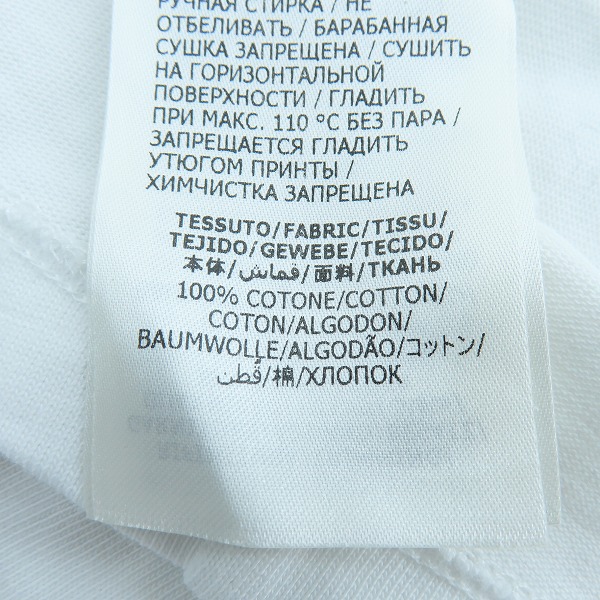 РУЧНАЯ СТИРКА / НЕ
ОТБЕЛИВАТЬ / БАРАБАННАЯ
СУШКА ЗАПРЕЩЕНА / СУШИТЬ
НА ГОРИЗОНТАЛЬНОЙ
ПОВЕРХНОСТИ / ГЛАДИТЬ
ПРИ МАКС. 110 °C БЕЗ ПАРА /
ЗАПРЕЩАЕТСЯ ГЛАДИТЬ
УТЮГОМ ПРИНТЫ /
ХИМЧИСТКА ЗАПРЕЩЕНА
TESSUTO/FABRIC/TISSU/
TEJIDO/GEWEBE/TECIDO/
本体/قماش/面料/ТКАНЬ
100% COTONE/COTTON/
COTON/ALGODON/
BAUMWOLLE/ALGODÃO/コットン/
قُطن/棉/ХЛОПОК